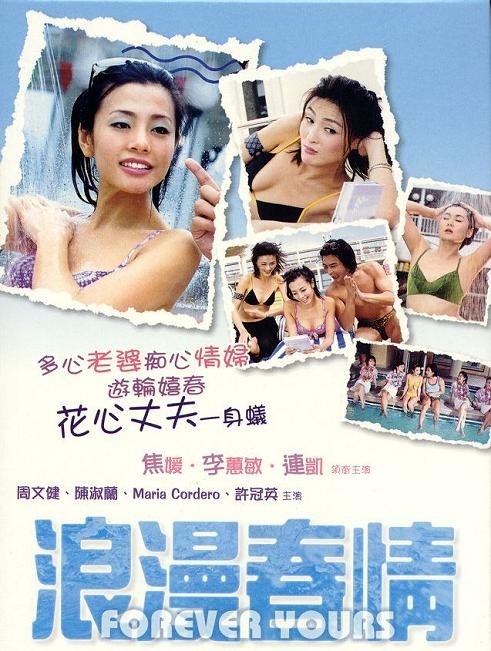 多心老婆痴心情婦
遊輪嬉春
花心丈夫一身蟻
焦媛・李蕙敏・連凱 領銜主演
周文健、陳淑蘭、Maria Cordero、許冠英 主演
浪漫春情
FOREVER YOURS